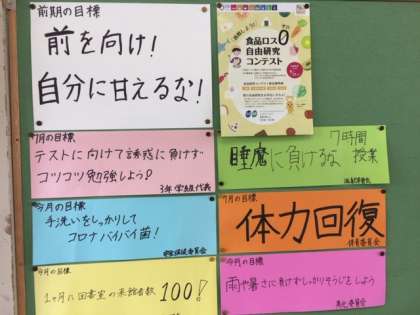 前期の目標
前を向け!
自分に甘えるな!
食品ロス0
自由研究
コンテスト
7月の目標
テストに向けて誘惑に負けず
コツコツ勉強しよう!
3年 学級代表
7時間
授業
睡魔に負けるな
今月の目標
手洗いをしっかりして
コロナバイバイ菌!
7月の目標
体力回復
体育委員会
今月の目標
1ヶ月に図書室の来館者数
100!
今月の目標
雨や暑さに負けずしっかりそうじをしよう
美化委員会